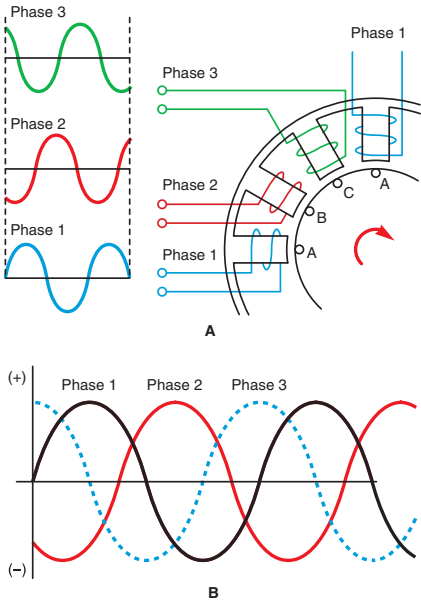 Phase 3
Phase 2
Phase 1
Phase 1
Phase 3
Phase 2
Phase 1
A
C
B
A
A
(+)
Phase 1 Phase 2 Phase 3
(−)
B